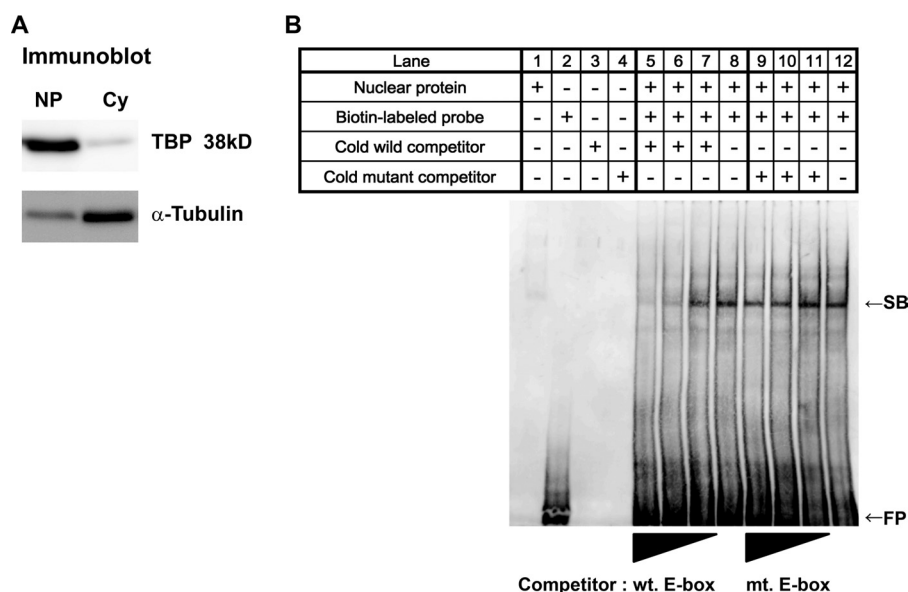 A
Immunoblot
NP Cy
TBP 38kD
α-Tubulin
B
Lane 1 2 3 4 5 6 7 8 9 10 11 12
Nuclear protein + - - - + + + + + + + +
Biotin-labeled probe - + - - + + + + + + + +
Cold wild competitor - - + - + + + - - - - -
Cold mutant competitor - - - + - - - - + + + -
←SB
←FP
Competitor : wt. E-box mt. E-box